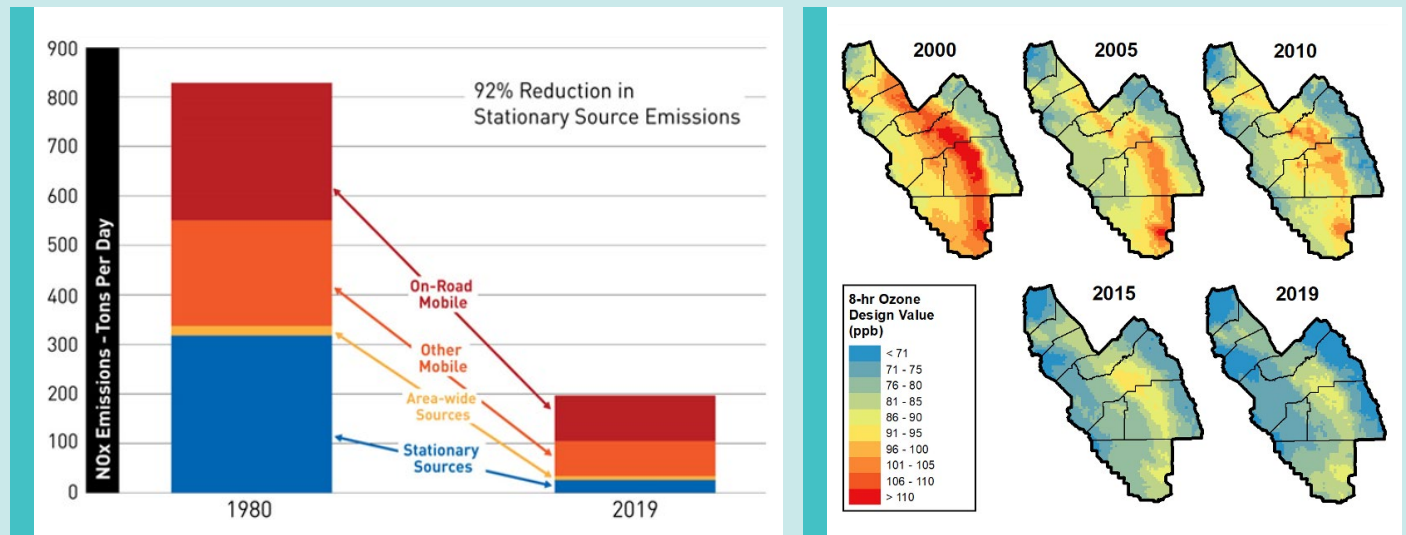 900
800
700
600
500
400
300
200
100
0
NOx Emissions - Tons Per Day
92% Reduction in
Stationary Source Emissions
On-Road
Mobile
Other
Mobile
Area-wide
Sources
Stationary
Sources
1980
2019
2000
2005
2010
2015
2019
8-hr Ozone
Design Value
(ppb)
< 71
71 - 75
76 - 80
81 - 85
86 - 90
91 - 95
96 - 100
101 - 105
106 - 110
> 110